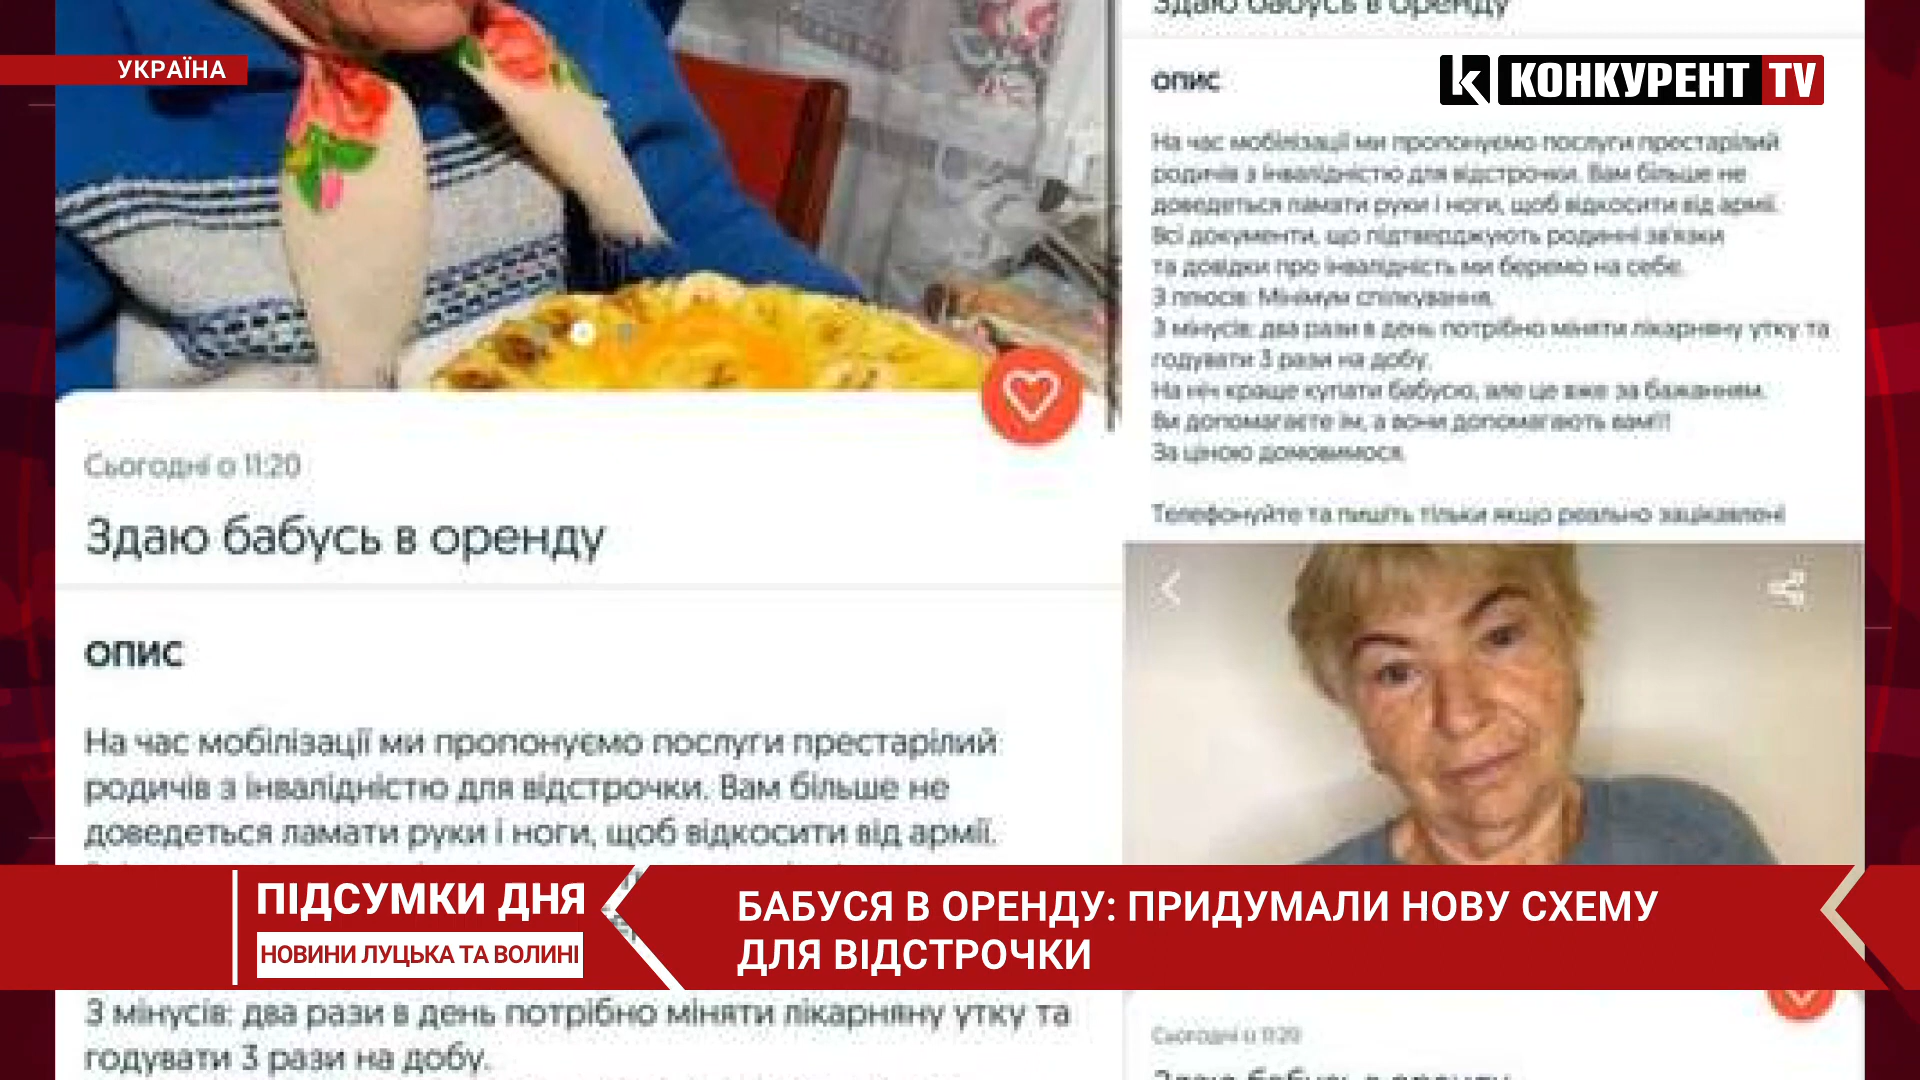 УКРАЇНА
КОНКУРЕНТ TV
Сьогодні о 11:20
Здаю бабусь в оренду
ОПИС
На час мобілізації ми пропонуємо послуги престарілий
родичів з інвалідністю для відстрочки. Вам більше не
доведеться ламати руки і ноги, щоб відкосити від армії.
З мінусів: два рази в день потрібно міняти лікарняну утку та
годувати 3 рази на добу.
Здаю бабусь в оренду
ОПИС
На час мобілізації ми пропонуємо послуги престарілий
родичів з інвалідністю для відстрочки. Вам більше не
доведеться ламати руки і ноги, щоб відкосити від армії.
Всі документи, що підтверджують родинні зв'язки
та довідки про інвалідність ми беремо на себе.
З плюсів: Мінімум спілкування.
З мінусів: два рази в день потрібно міняти лікарняну утку та
годувати 3 рази на добу.
На ніч краще купати бабусю, але це вже за бажанням.
Ви допомагаєте їм, а вони допомагають вам!!!
За ціною домовимося.
Телефонуйте та пишіть тільки якщо реально зацікавлені
Сьогодні о 11:20
Здаю бабусь в оренду
ПІДСУМКИ ДНЯ
НОВИНИ ЛУЦЬКА ТА ВОЛИНІ
БАБУСЯ В ОРЕНДУ: ПРИДУМАЛИ НОВУ СХЕМУ
ДЛЯ ВІДСТРОЧКИ